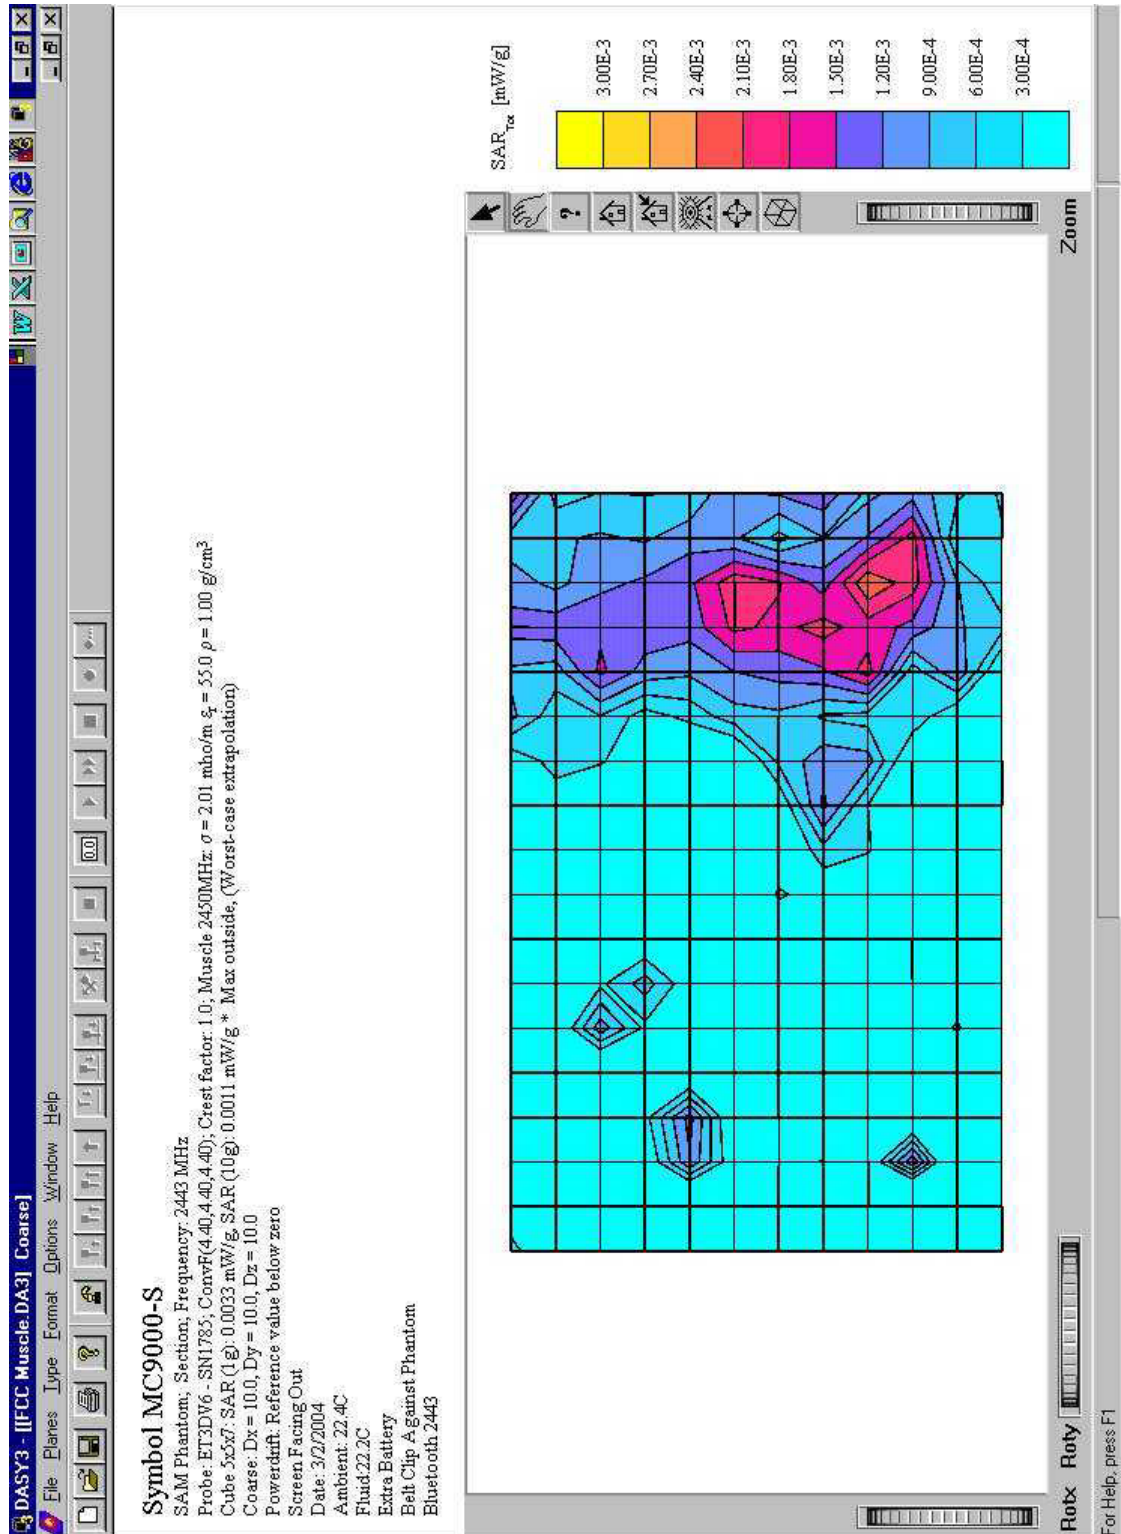 DASY3 - [[FCC Muscle.DA3] Coarse]
File Planes Type Format Options Window Help
0.0
Symbol MC9000-S
SAM Phantom; Section; Frequency: 2443 MHz
Probe: ET3DV6 - SN1785; ConvF(4.40,4.40,4.40); Crest factor: 1.0; Muscle 2450MHz: σ = 2.01 mho/m εr = 55.0 ρ = 1.00 g/cm³
Cube 5x5x7: SAR (1g): 0.0033 mW/g, SAR (10g): 0.0011 mW/g * Max outside, (Worst-case extrapolation)
Coarse: Dx = 10.0, Dy = 10.0, Dz = 10.0
Powerdrift: Reference value below zero
Screen Facing Out
Date: 3/2/2004
Ambient: 22.4C
Fluid:22.2C
Extra Battery
Belt Clip Against Phantom
Bluetooth 2443
SARTot [mW/g]
3.00E-3
2.70E-3
2.40E-3
2.10E-3
1.80E-3
1.50E-3
1.20E-3
9.00E-4
6.00E-4
3.00E-4
Rotx Roty Zoom
For Help, press F1